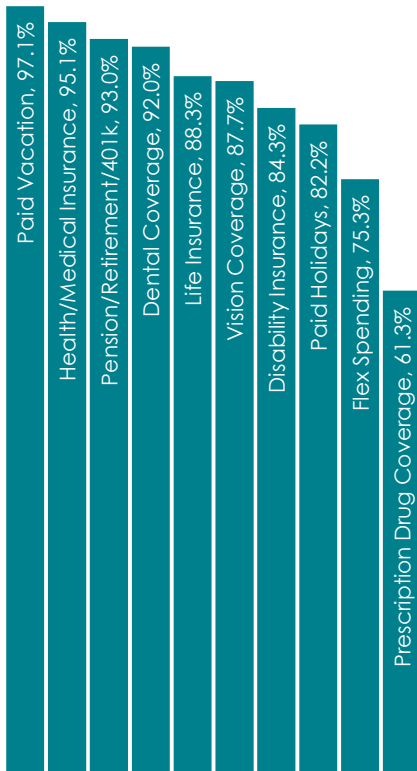 Paid Vacation, 97.1%
Health/Medical Insurance, 95.1%
Pension/Retirement/401k, 93.0%
Dental Coverage, 92.0%
Life Insurance, 88.3%
Vision Coverage, 87.7%
Disability Insurance, 84.3%
Paid Holidays, 82.2%
Flex Spending, 75.3%
Prescription Drug Coverage, 61.3%